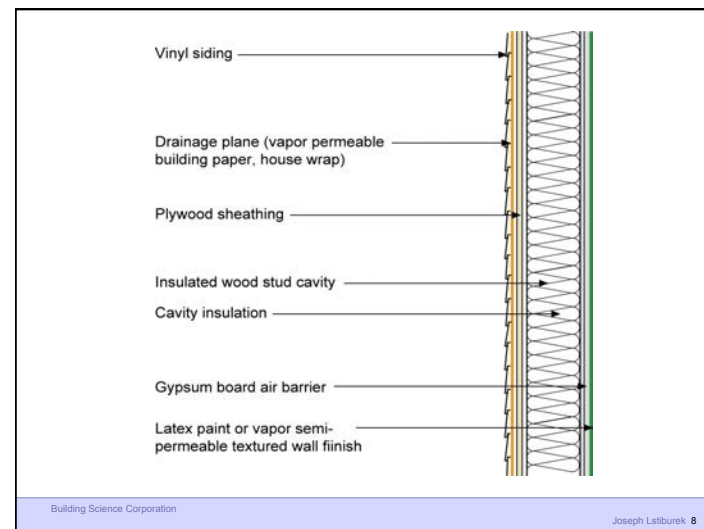 Vinyl siding
Drainage plane (vapor permeable
building paper, house wrap)
Plywood sheathing
Insulated wood stud cavity
Cavity insulation
Gypsum board air barrier
Latex paint or vapor semi-
permeable textured wall fiinish
Building Science Corporation
Joseph Lstiburek 8